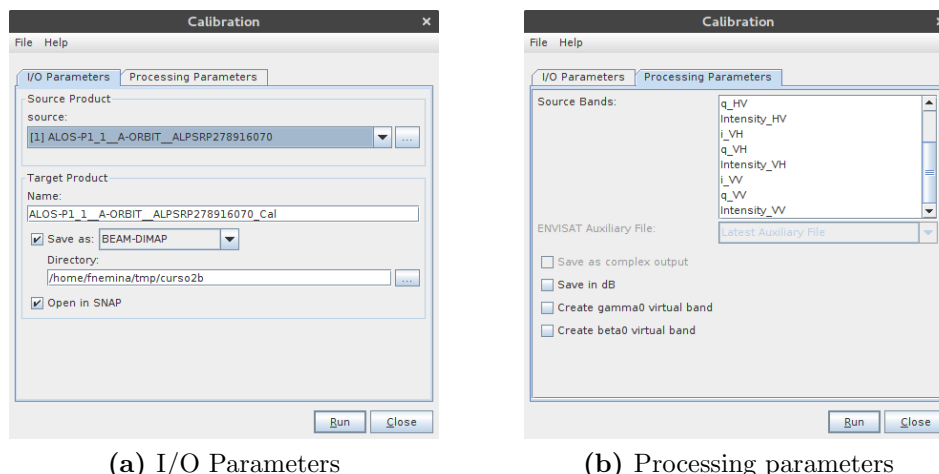 Calibration ×
File Help
I/O Parameters Processing Parameters
Source Product
source:
[1] ALOS-P1_1__A-ORBIT__ALPSRP278916070 ...
Target Product
Name:
ALOS-P1_1__A-ORBIT__ALPSRP278916070_Cal
Save as: BEAM-DIMAP
Directory:
/home/fnemina/tmp/curso2b ...
Open in SNAP
Run Close
(a) I/O Parameters
Calibration
File Help
I/O Parameters Processing Parameters
Source Bands:
q_HV
Intensity_HV
i_VH
q_VH
Intensity_VH
i_VV
q_VV
Intensity_VV
ENVISAT Auxiliary File: Latest Auxiliary File
Save as complex output
Save in dB
Create gamma0 virtual band
Create beta0 virtual band
Run Close
(b) Processing parameters